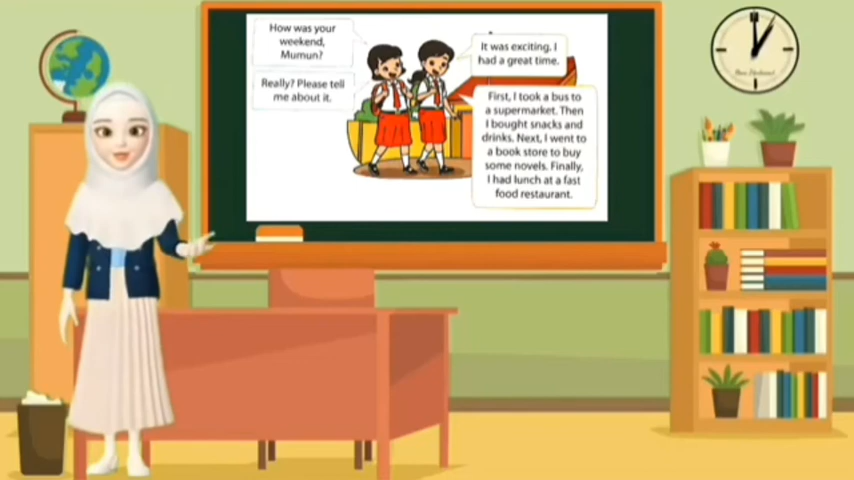 How was your
weekend,
Mumun?
It was exciting. I
had a great time.
Really? Please tell
me about it.
First, I took a bus to
a supermarket. Then
I bought snacks and
drinks. Next, I went to
a book store to buy
some novels. Finally,
I had lunch at a fast
food restaurant.